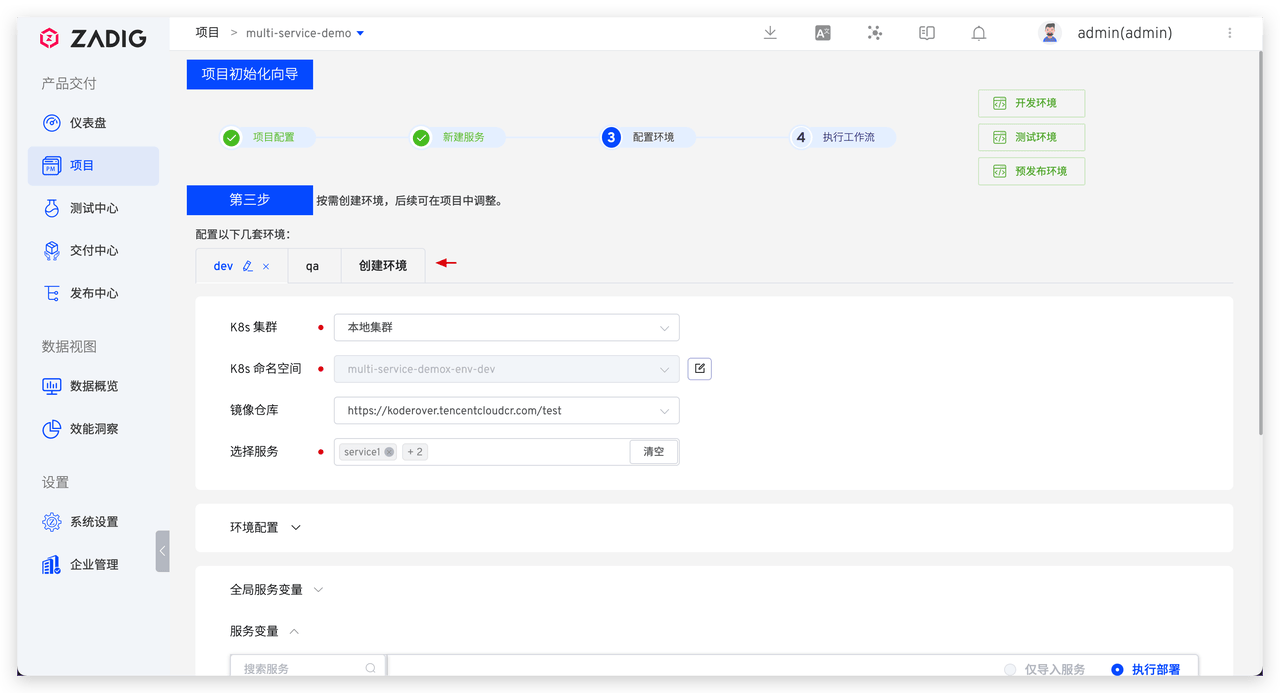 ZADIG
项目 > multi-service-demo
admin(admin)
产品交付
仪表盘
项目
测试中心
交付中心
发布中心
数据视图
数据概览
效能洞察
设置
系统设置
企业管理
项目初始化向导
项目配置
新建服务
3 配置环境
4 执行工作流
开发环境
测试环境
预发布环境
第三步 按需创建环境，后续可在项目中调整。
配置以下几套环境：
dev × qa 创建环境
K8s 集群 本地集群
K8s 命名空间 multi-service-demox-env-dev
镜像仓库 https://koderover.tencentcloudcr.com/test
选择服务 service1 + 2 清空
环境配置
全局服务变量
服务变量
搜索服务 仅导入服务 执行部署